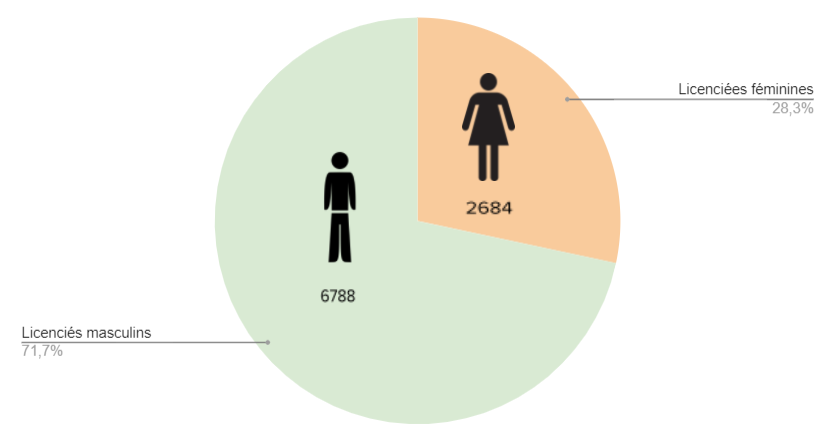 Licenciées féminines
28,3%
2684
6788
Licenciés masculins
71,7%